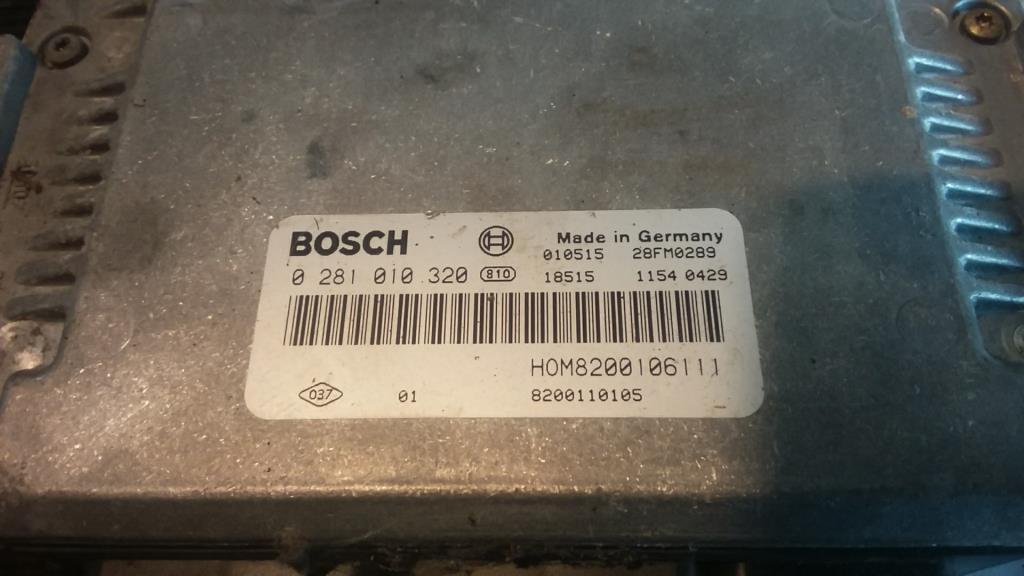 BOSCH Made in Germany
010515 28FM0289
0 281 010 320 810 18515 1154 0429
HOM8200106111
037 01 8200110105